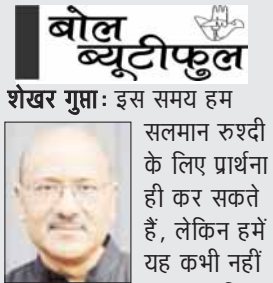 बोल
ब्यूटीफुल
शेखर गुप्ता: इस समय हम
सलमान रुश्दी
के लिए प्रार्थना
ही कर सकते
हैं, लेकिन हमें
यह कभी नहीं